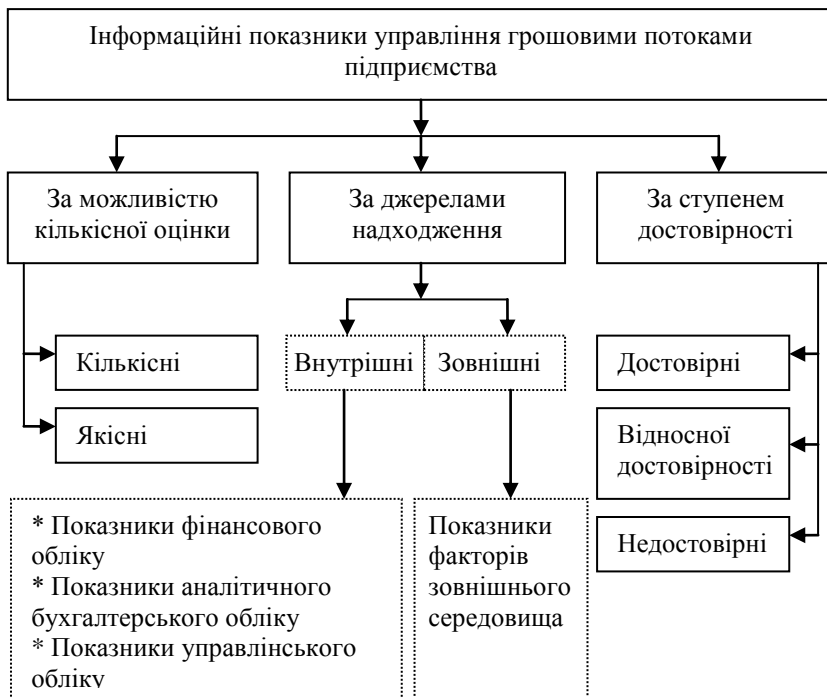 Інформаційні показники управління грошовими потоками
підприємства
За можливістю
кількісної оцінки
За джерелами
надходження
За ступенем
достовірності
Кількісні
Якісні
Внутрішні
Зовнішні
Достовірні
Відносної
достовірності
Недостовірні
* Показники фінансового
обліку
* Показники аналітичного
бухгалтерського обліку
* Показники управлінського
обліку
Показники
факторів
зовнішнього
середовища